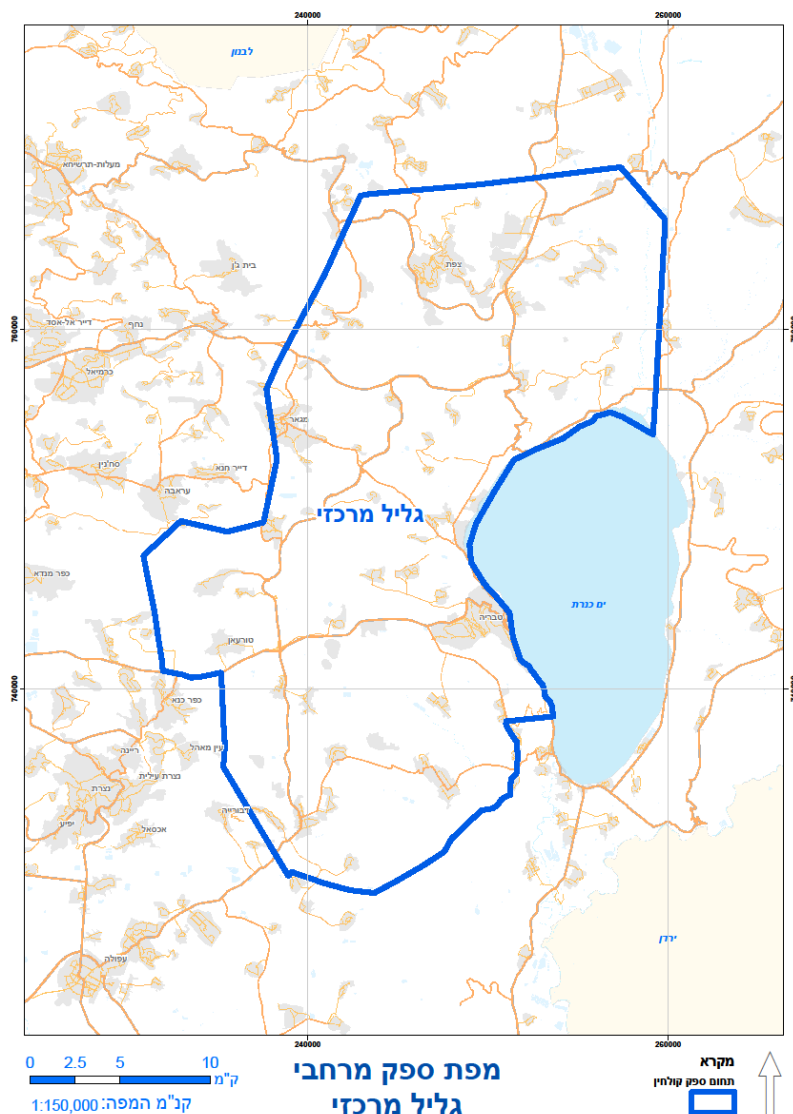 240000
260000
לבנון
מעלות-תרשיחא
בית ג'ן
צפת
760000
דייר אל-אסד
נחף
כרמיאל
מגאר
סח'נין
דייר חנא
עראבה
גליל מרכזי
כפר מנדא
ים כנרת
טבריה
טורעאן
740000
כפר כנא
ריינה
עין מאהל
נצרת עילית
נצרת
דבורייה
יפיע
אכסאל
ירדן
עפולה
240000
260000
0 2.5 5 10
ק"מ
קנ"מ המפה: 1:150,000
מפת ספק מרחבי
גליל מרכזי
מקרא
תחום ספק קולחין